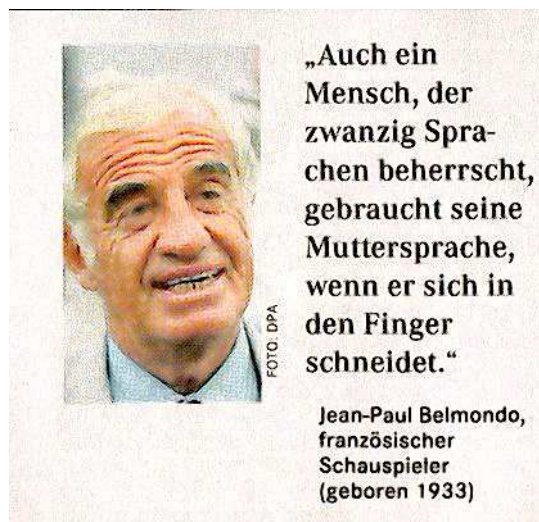 „Auch ein
Mensch, der
zwanzig Spra-
chen beherrscht,
gebraucht seine
Muttersprache,
wenn er sich in
den Finger
schneidet.“
FOTO: DPA
Jean-Paul Belmondo,
französischer
Schauspieler
(geboren 1933)